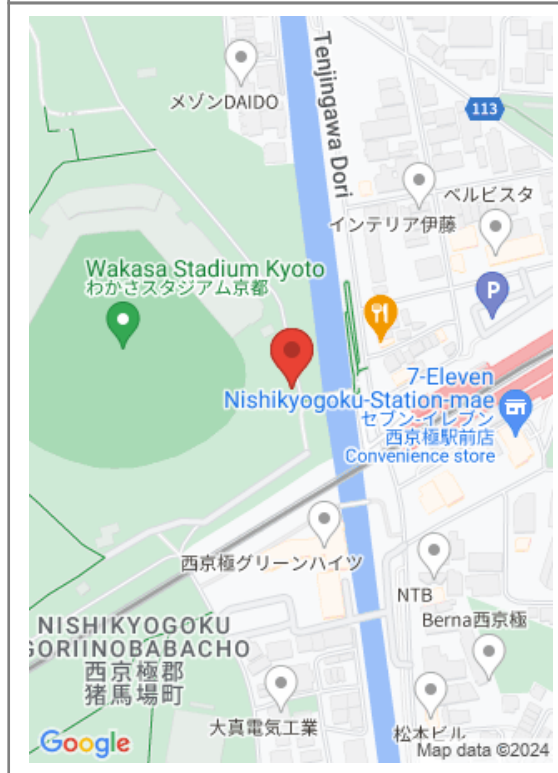 メゾンDAIDO
Tenjingawa Dori
113
ベルビスタ
インテリア伊藤
Wakasa Stadium Kyoto
わかさスタジアム京都
P
7-Eleven
Nishikyogoku-Station-mae
セブン-イレブン
西京極駅前店
Convenience store
西京極グリーンハイツ
NTB
Berna西京極
NISHIKYOGOKU
GORIINOBABACHO
西京極郡
猪馬場町
大真電気工業
松本ビル
Google
Map data ©2024